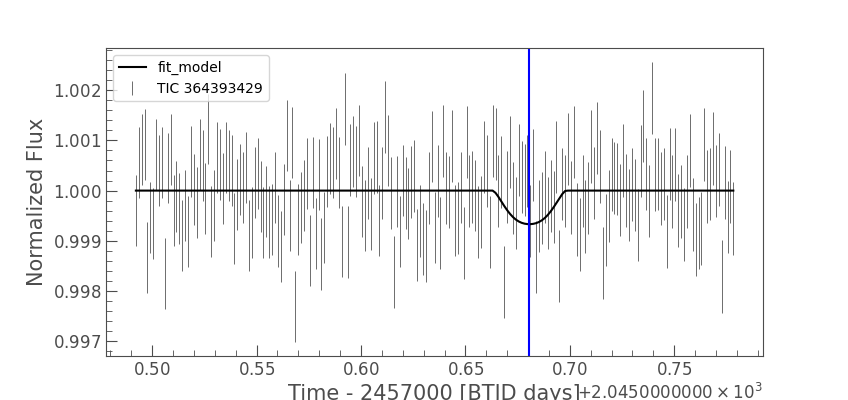 fit_model
TIC 364393429
1.002
1.001
1.000
0.999
0.998
0.997
Normalized Flux
0.50 0.55 0.60 0.65 0.70 0.75
Time - 2457000 [BTJD days]
+2.0450000000 × 10³